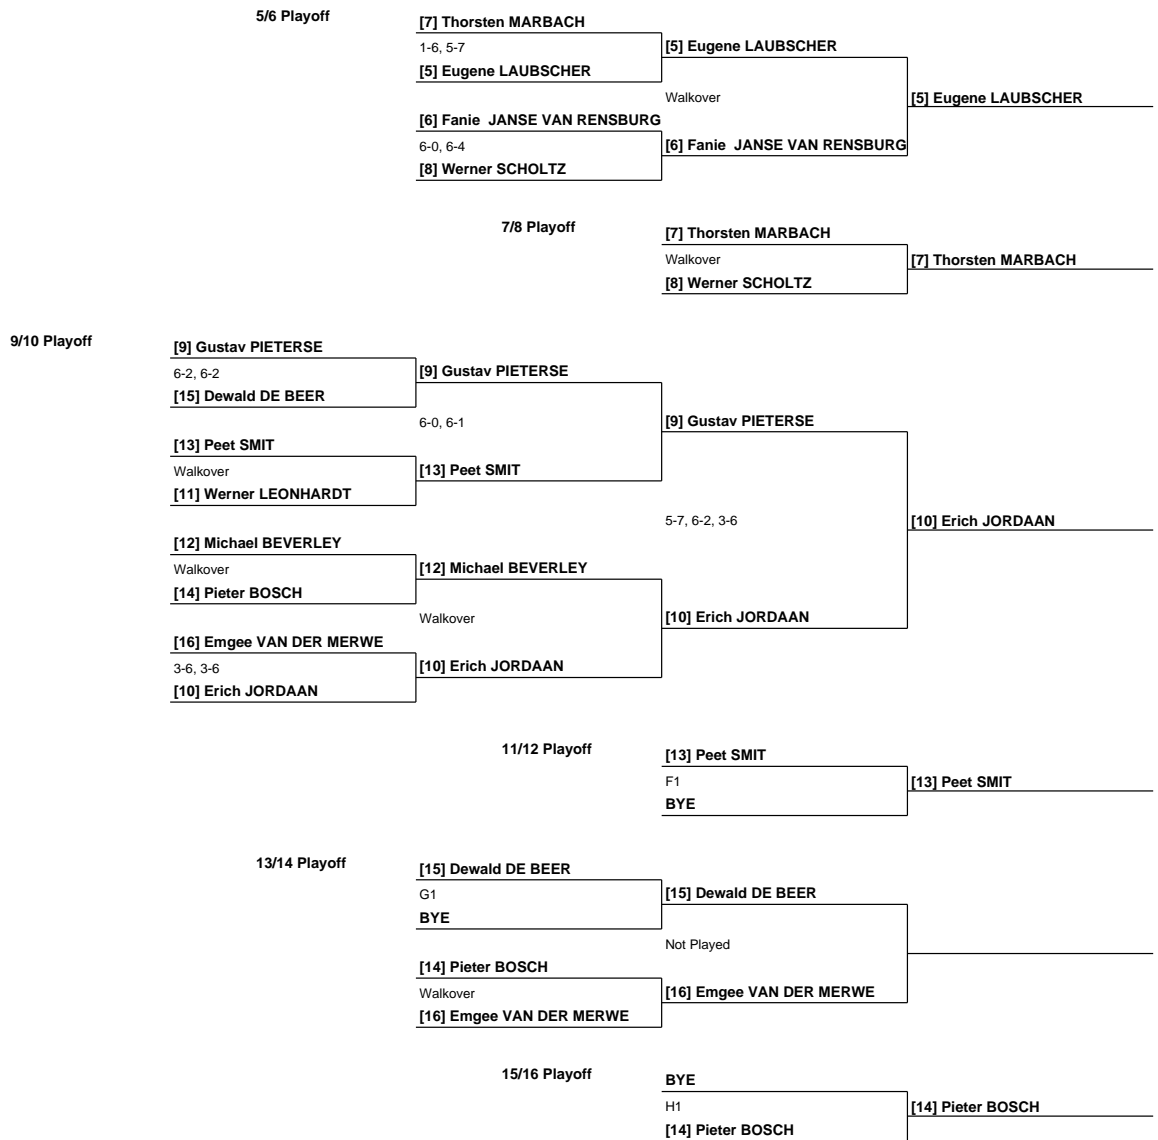 5/6 Playoff
[7] Thorsten MARBACH
1-6, 5-7
[5] Eugene LAUBSCHER
[5] Eugene LAUBSCHER
Walkover
[5] Eugene LAUBSCHER
[6] Fanie  JANSE VAN RENSBURG
6-0, 6-4
[6] Fanie  JANSE VAN RENSBURG
[8] Werner SCHOLTZ
7/8 Playoff
[7] Thorsten MARBACH
Walkover
[7] Thorsten MARBACH
[8] Werner SCHOLTZ
9/10 Playoff
[9] Gustav PIETERSE
6-2, 6-2
[9] Gustav PIETERSE
[15] Dewald DE BEER
6-0, 6-1
[9] Gustav PIETERSE
[13] Peet SMIT
Walkover
[13] Peet SMIT
[11] Werner LEONHARDT
5-7, 6-2, 3-6
[10] Erich JORDAAN
[12] Michael BEVERLEY
Walkover
[12] Michael BEVERLEY
[14] Pieter BOSCH
Walkover
[10] Erich JORDAAN
[16] Emgee VAN DER MERWE
3-6, 3-6
[10] Erich JORDAAN
[10] Erich JORDAAN
11/12 Playoff
[13] Peet SMIT
F1
[13] Peet SMIT
BYE
13/14 Playoff
[15] Dewald DE BEER
G1
[15] Dewald DE BEER
BYE
Not Played
[14] Pieter BOSCH
Walkover
[16] Emgee VAN DER MERWE
[16] Emgee VAN DER MERWE
15/16 Playoff
BYE
H1
[14] Pieter BOSCH
[14] Pieter BOSCH